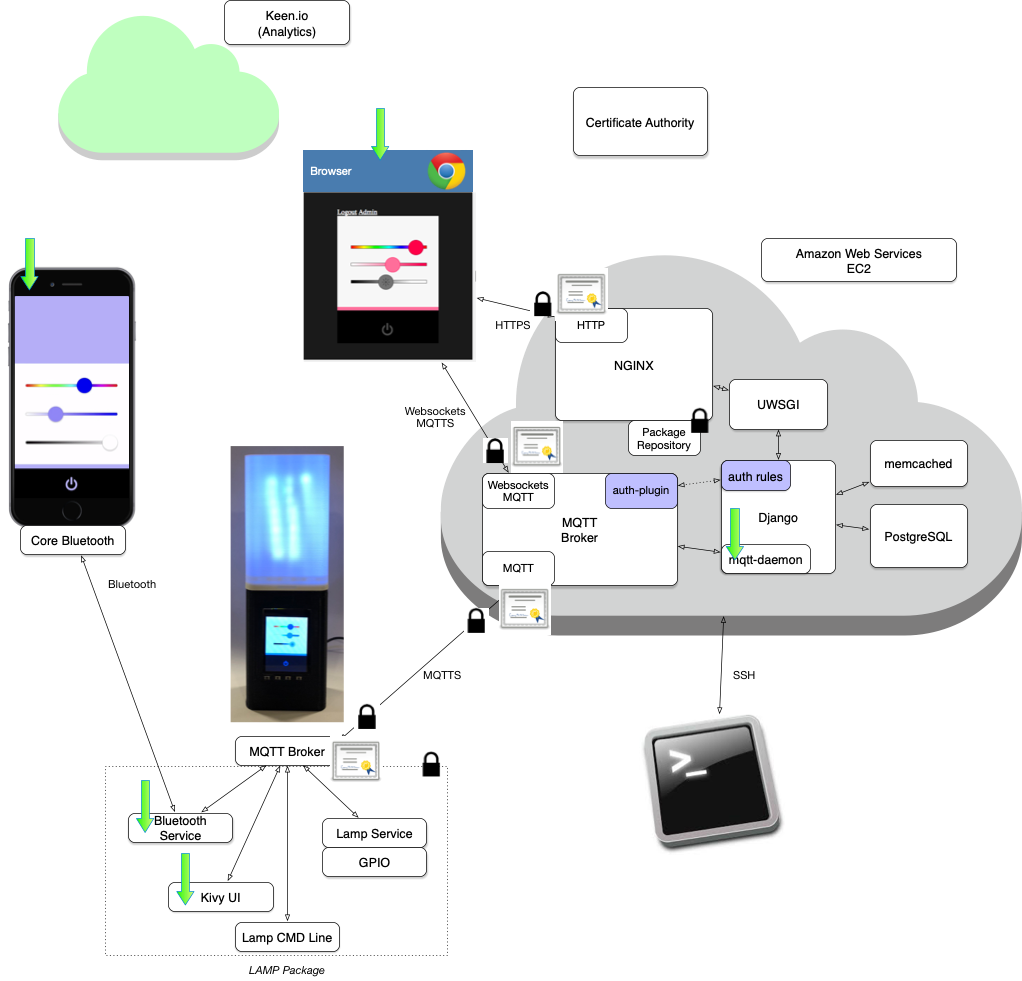 Keen.io
(Analytics)
Certificate Authority
Browser
Logout Admin
Amazon Web Services
EC2
HTTPS
HTTP
NGINX
UWSGI
Websockets
MQTTS
Package
Repository
memcached
Websockets
MQTT
auth-plugin
auth rules
MQTT
Broker
Django
PostgreSQL
Core Bluetooth
MQTT
mqtt-daemon
Bluetooth
MQTTS
SSH
>_
MQTT Broker
Bluetooth
Service
Lamp Service
GPIO
Kivy UI
Lamp CMD Line
LAMP Package